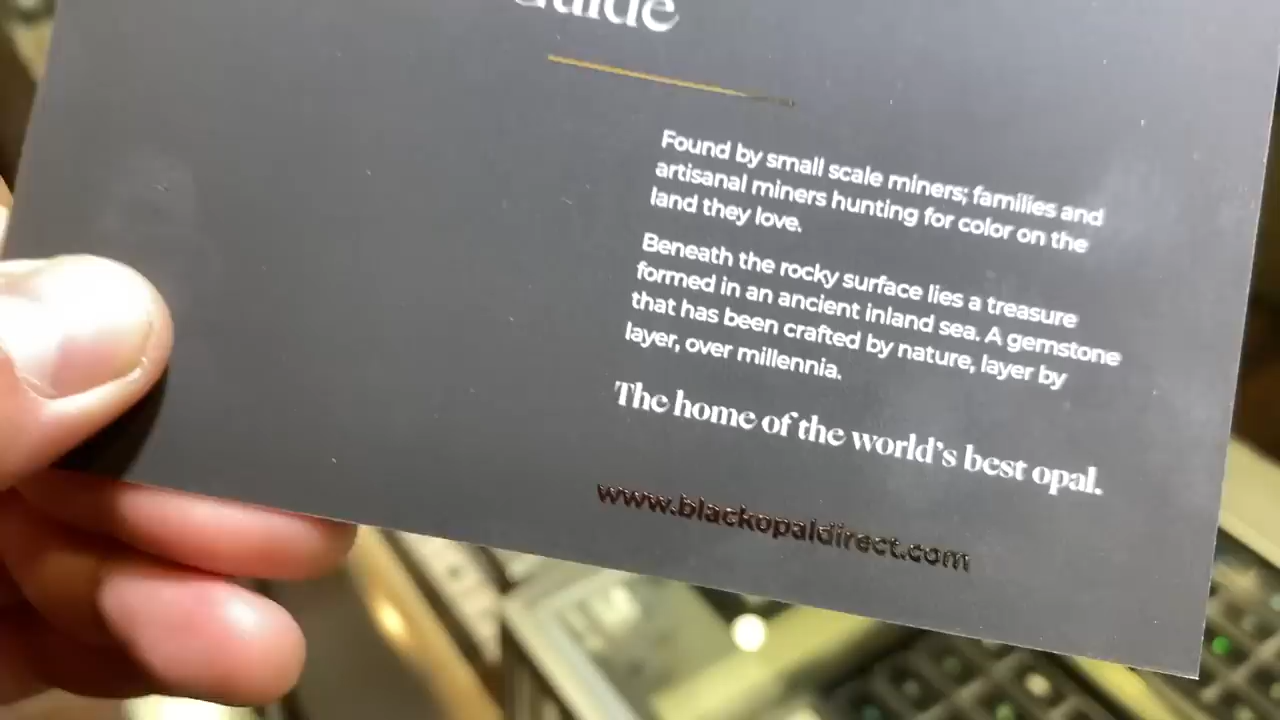 Guide
Found by small scale miners; families and
artisanal miners hunting for color on the
land they love.
Beneath the rocky surface lies a treasure
formed in an ancient inland sea. A gemstone
that has been crafted by nature, layer by
layer, over millennia.
The home of the world's best opal.
www.blackopaldirect.com